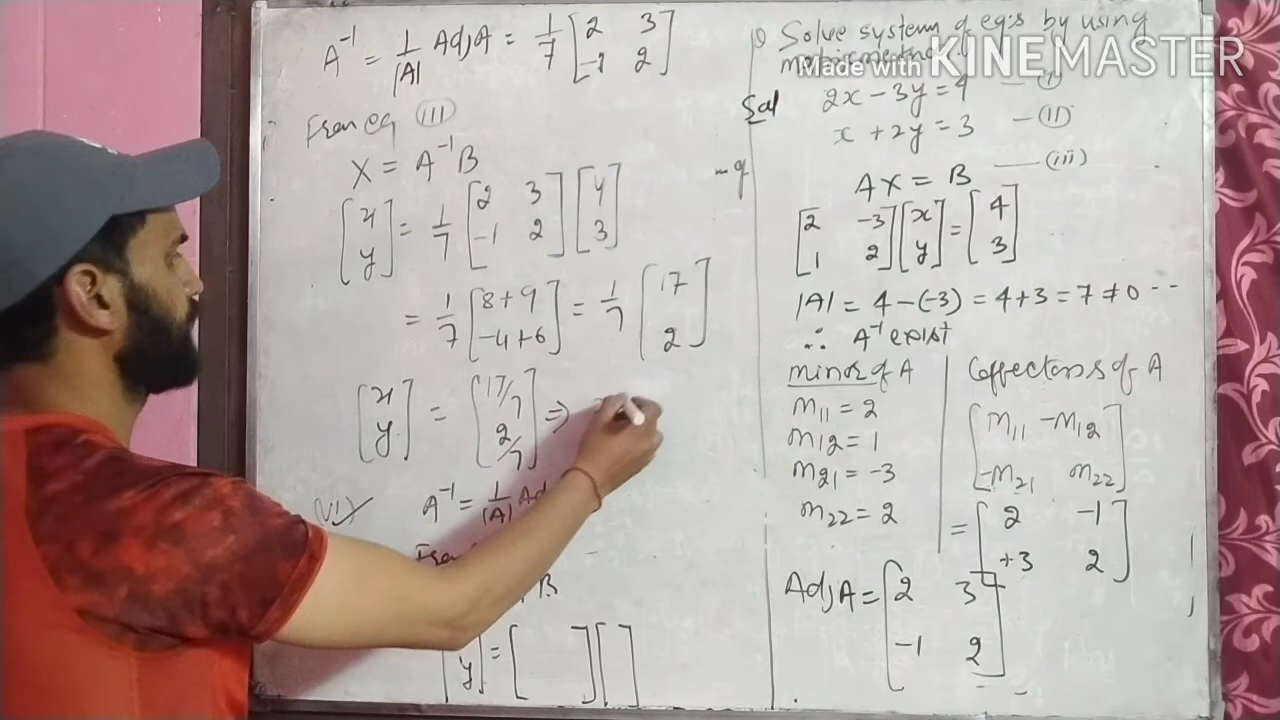 A⁻¹ = 1/|A| AdjA = 1/7 [2 3; -1 2]
From eq (III)
X = A⁻¹B
[x; y] = 1/7 [2 3; -1 2] [4; 3]
= 1/7 [8+9; -4+6] = 1/7 [17; 2]
[x; y] = [17/7; 2/7] ⇒
(VI) A⁻¹ = 1/|A| Ad
B
y] = [ ] [ ]
Solve system of eq's by using
Made with KINEMASTER
Sol 2x - 3y = 4 — (I)
x + 2y = 3 — (II)
AX = B — (iii)
[2 -3; 1 2] [x; y] = [4; 3]
|A| = 4 - (-3) = 4+3 = 7 ≠ 0
∴ A⁻¹ exist
minor of A
m11 = 2
m12 = 1
m21 = -3
m22 = 2
Coffectors of A
[m11 -m12; -m21 m22]
= [2 -1; +3 2]
AdjA = [2 3; -1 2]